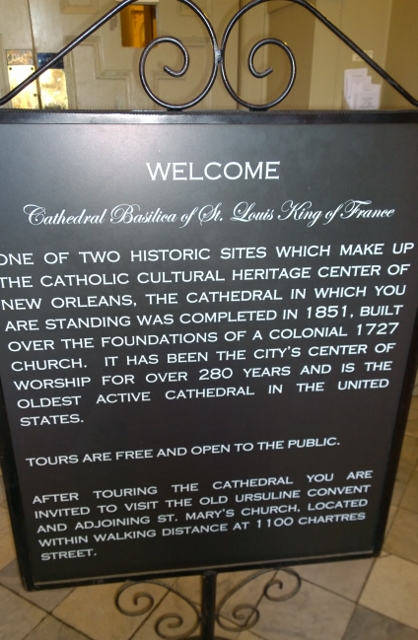 WELCOME
Cathedral Basilica of St. Louis King of France
ONE OF TWO HISTORIC SITES WHICH MAKE UP
THE CATHOLIC CULTURAL HERITAGE CENTER OF
NEW ORLEANS, THE CATHEDRAL IN WHICH YOU
ARE STANDING WAS COMPLETED IN 1851, BUILT
OVER THE FOUNDATIONS OF A COLONIAL 1727
CHURCH. IT HAS BEEN THE CITY'S CENTER OF
WORSHIP FOR OVER 280 YEARS AND IS THE
OLDEST ACTIVE CATHEDRAL IN THE UNITED
STATES.
TOURS ARE FREE AND OPEN TO THE PUBLIC.
AFTER TOURING THE CATHEDRAL YOU ARE
INVITED TO VISIT THE OLD URSULINE CONVENT
AND ADJOINING ST. MARY'S CHURCH, LOCATED
WITHIN WALKING DISTANCE AT 1100 CHARTRES
STREET.